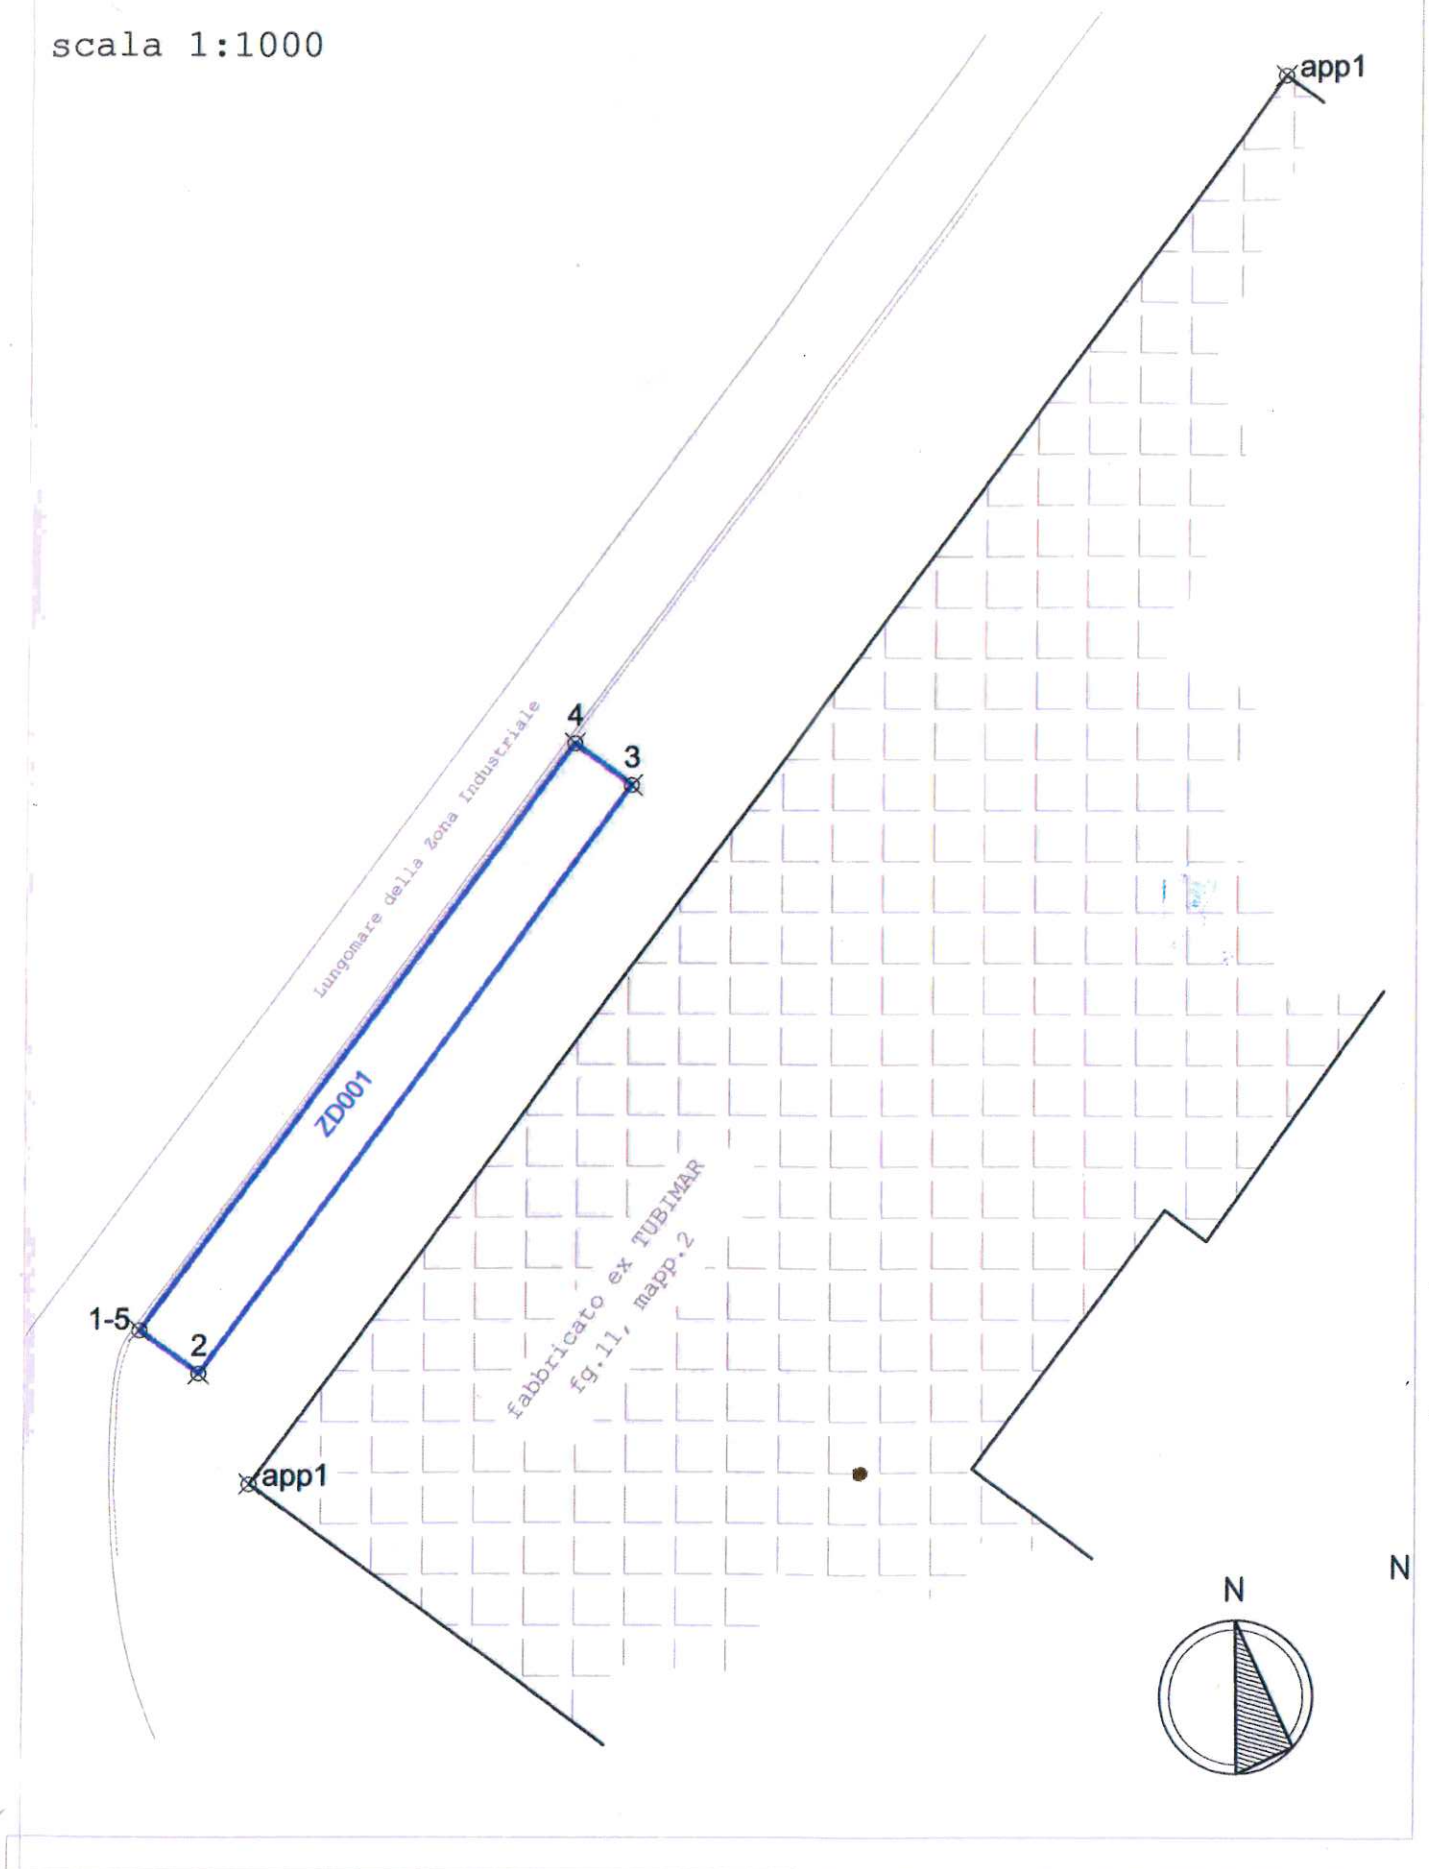 scala 1:1000
app1
4
3
Lungomare della Zona Industriale
ZD001
1-5
2
fabbricato ex TUBIMAR
fg.11, mapp.2
app1
N
N